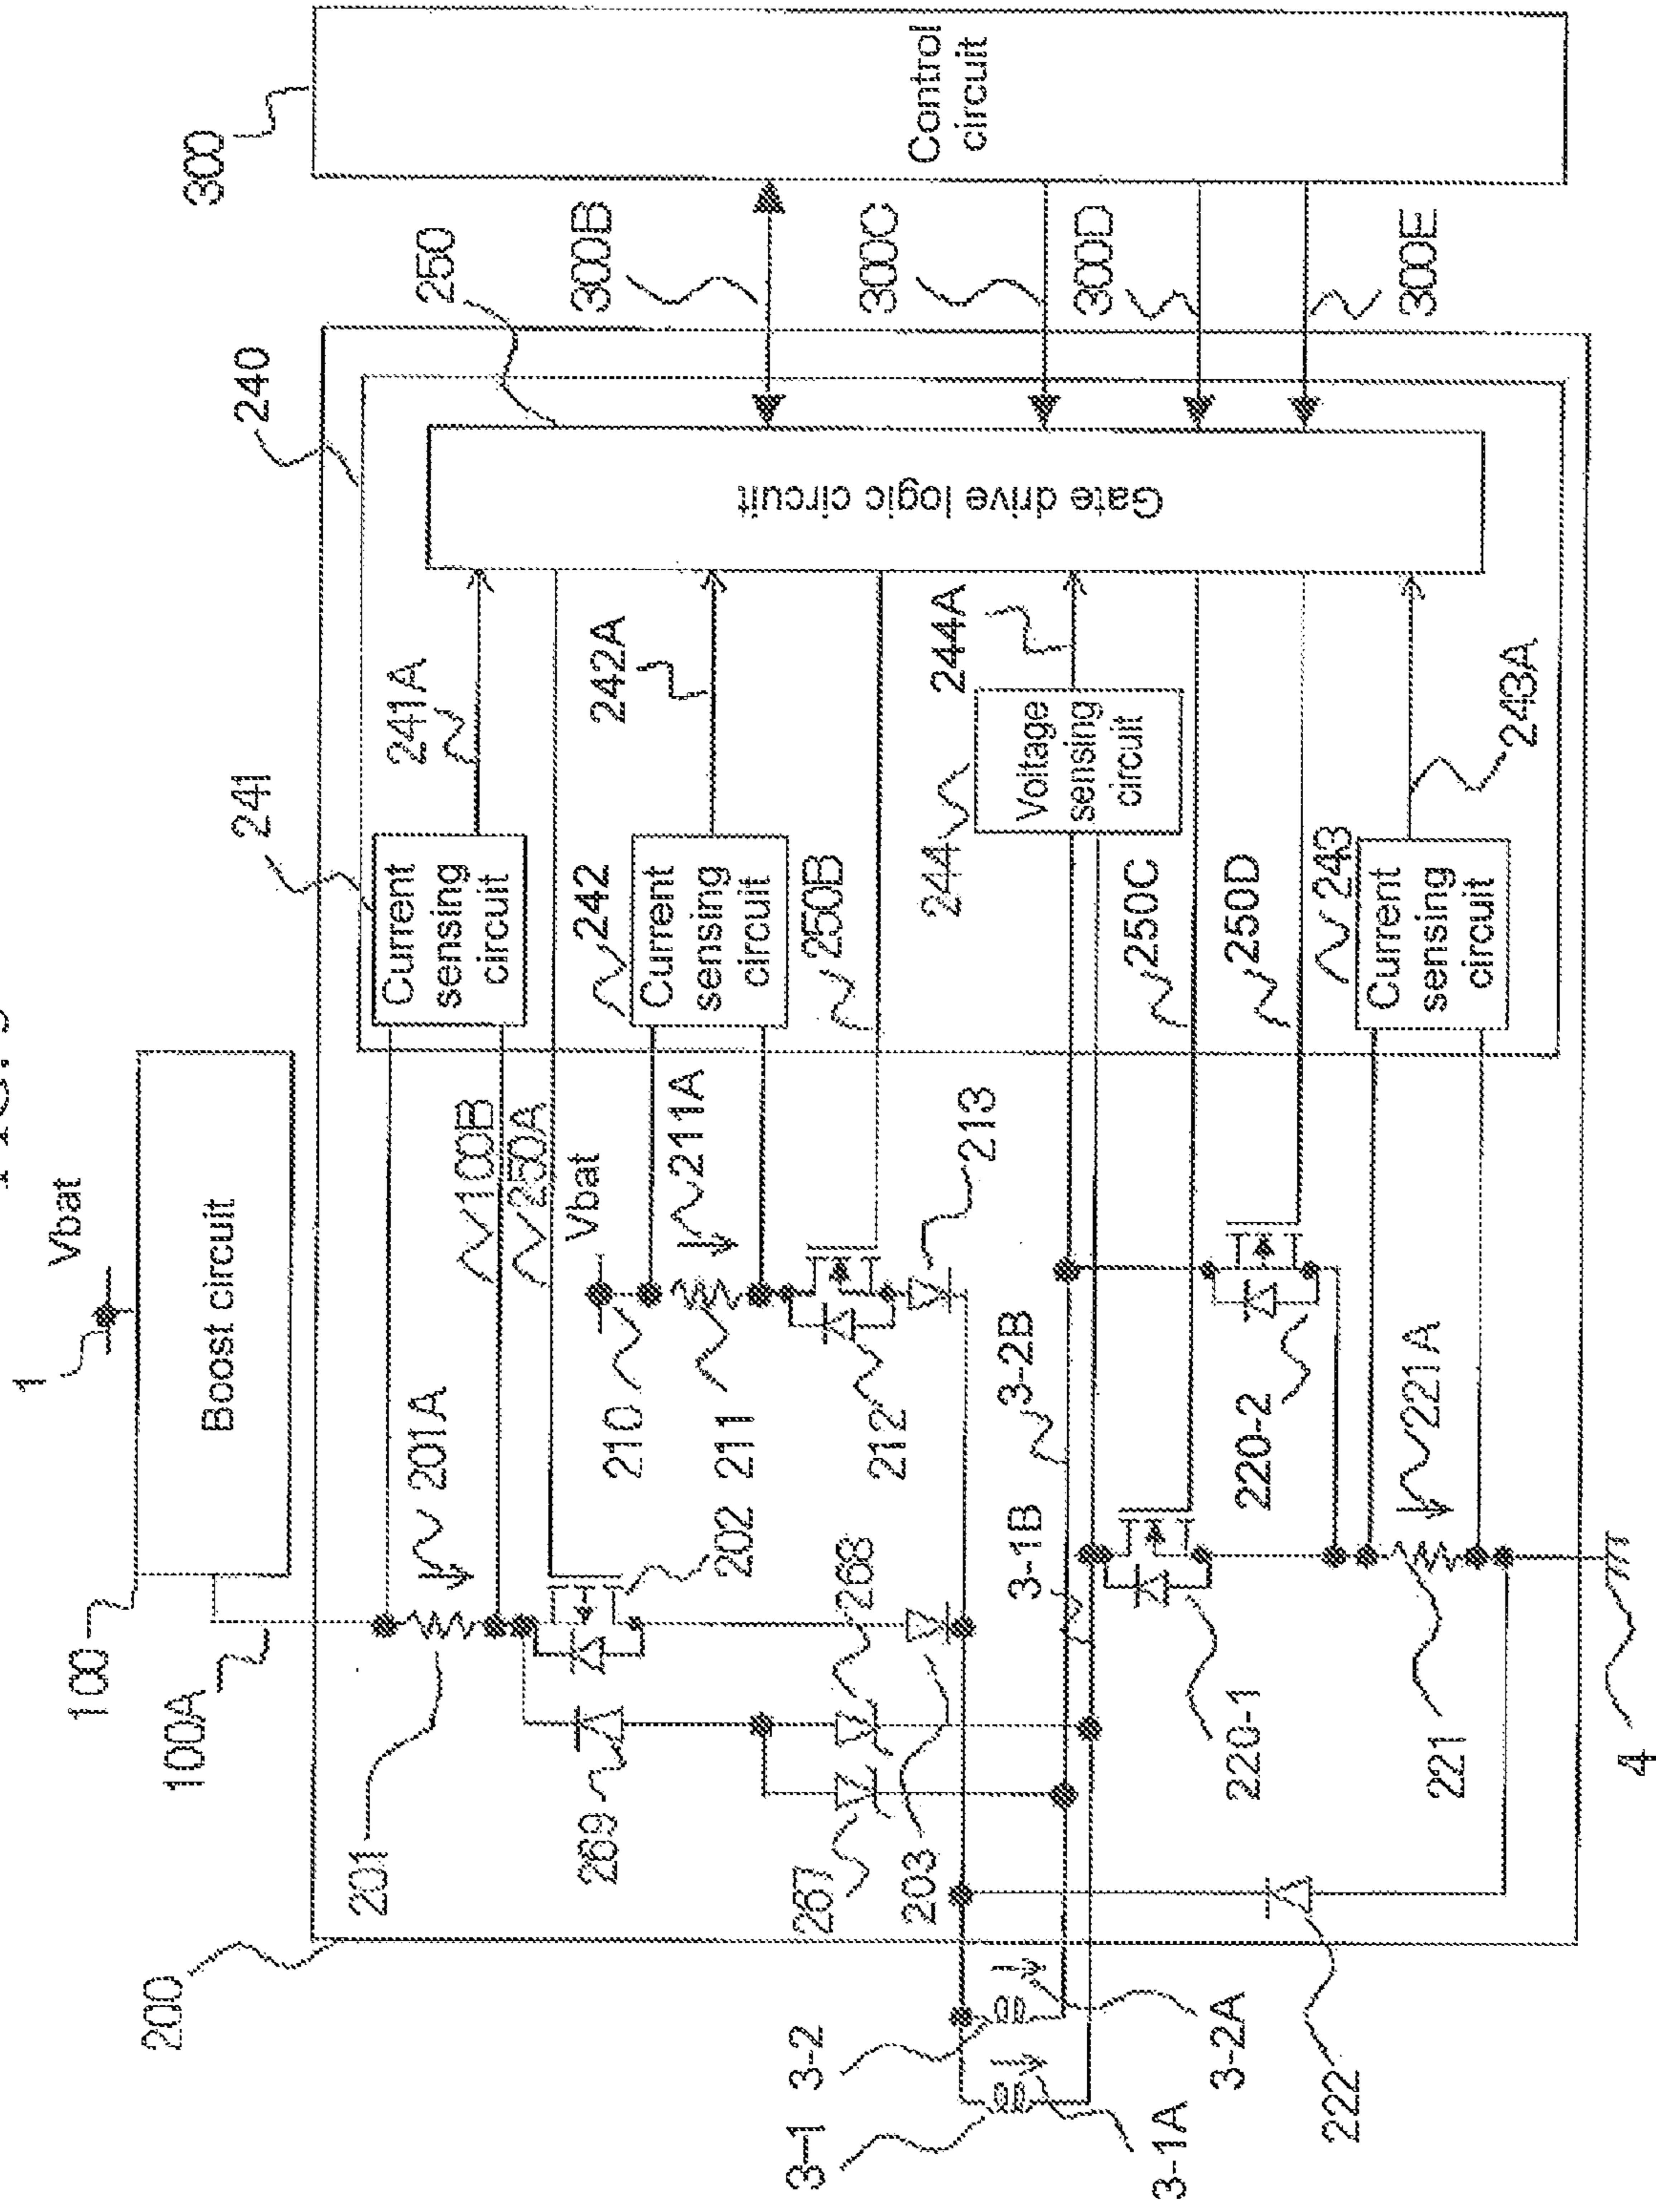 1
Vbat
100
Boost circuit
100A
200
201
201A
100B
250A
241
Current
sensing
circuit
241A
240
250
300
Control
circuit
300B
300C
300D
300E
Gate drive logic circuit
242
Current
sensing
circuit
242A
250B
Vbat
210
211
211A
212
213
202
203
269
268
267
244
Voltage
sensing
circuit
244A
250C
250D
243
Current
sensing
circuit
243A
3-1B
3-2B
220-1
220-2
221
221A
222
4
3-1
3-2
3-1A
3-2A